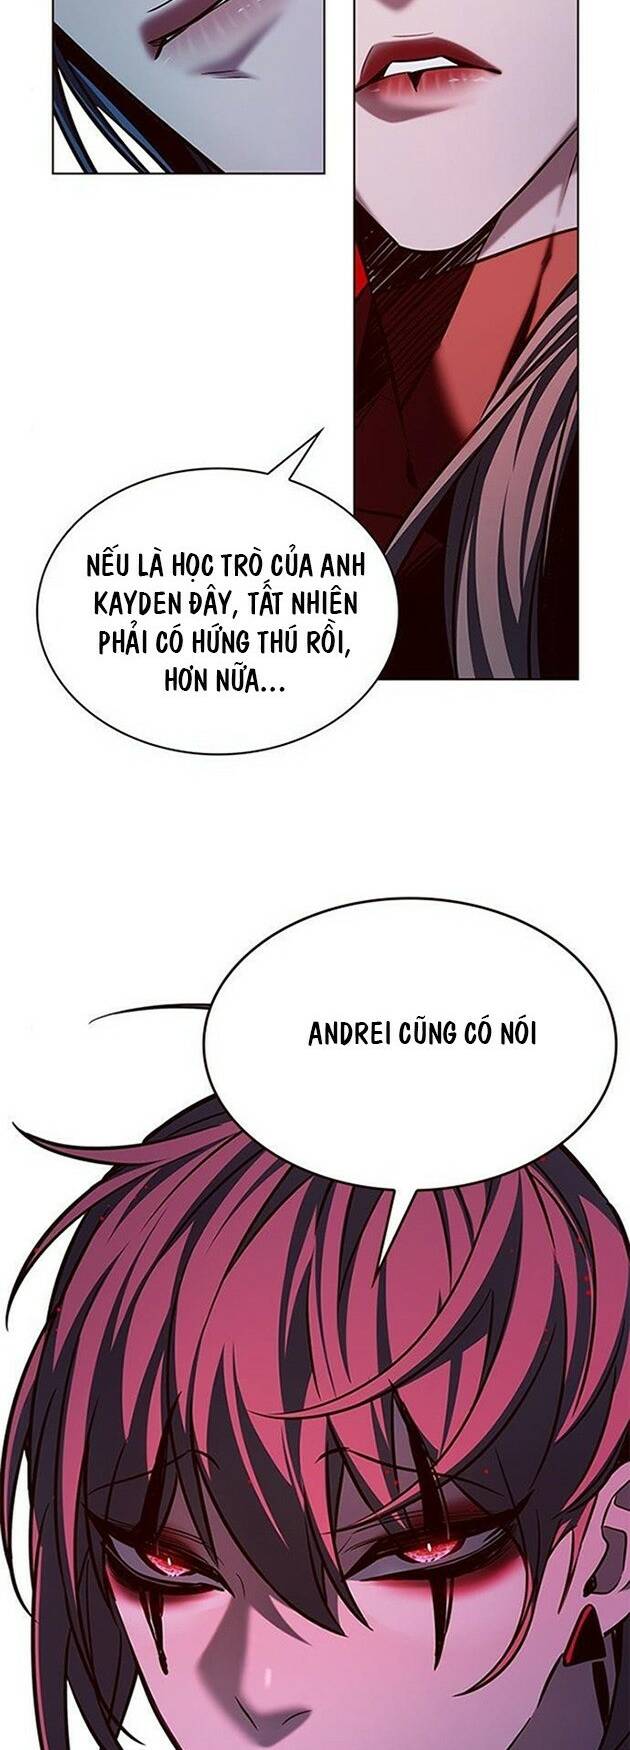 NẾU LÀ HỌC TRÒ CỦA ANH
KAYDEN ĐÂY, TẤT NHIÊN
PHẢI CÓ HỨNG THÚ RỒI,
HƠN NỮA...
ANDREI CŨNG CÓ NÓI